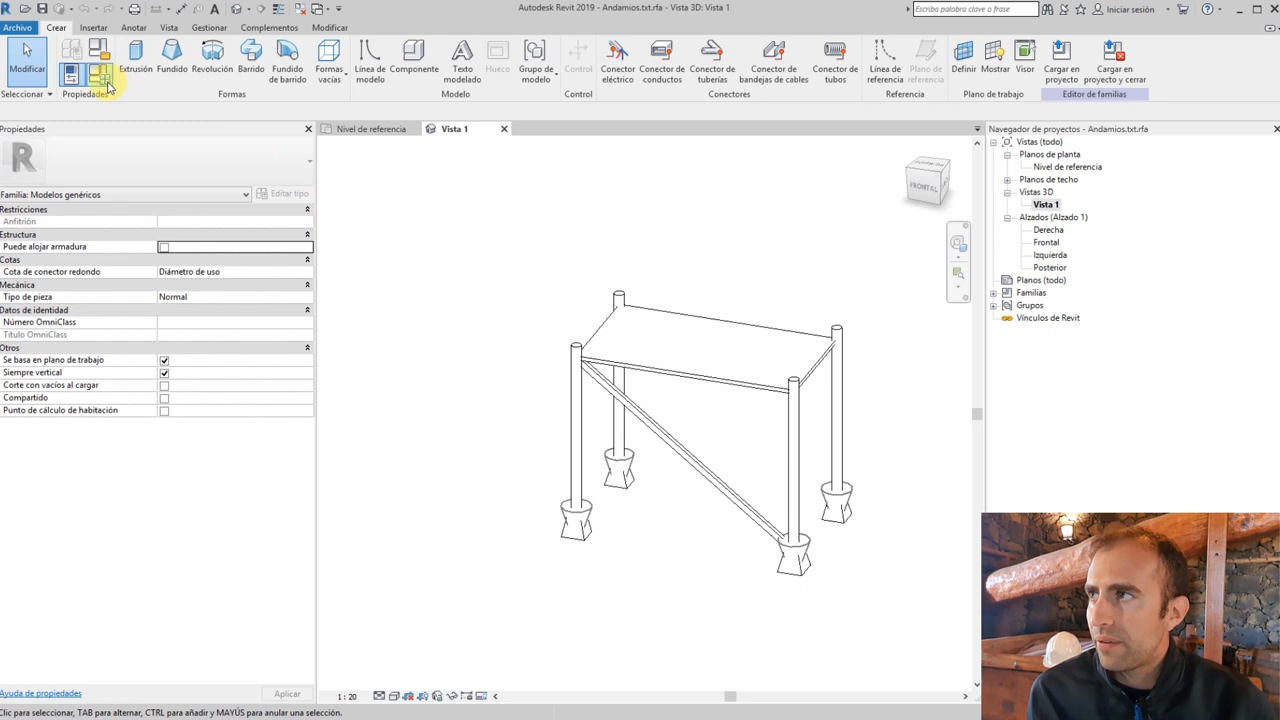 Autodesk Revit 2019 - Andamios.txt.rfa - Vista 3D: Vista 1
Escriba palabra clave o frase
Iniciar sesión
Archivo Crear Insertar Anotar Vista Gestionar Complementos Modificar
Modificar
Extrusión Fundido Revolución Barrido Fundido de barrido Formas vacías
Línea de modelo Componente Texto modelado Hueco Grupo de modelo
Control
Conector eléctrico Conector de conductos Conector de tuberías Conector de bandejas de cables Conector de tubos
Línea de referencia Plano de referencia
Definir Mostrar Visor
Cargar en proyecto Cargar en proyecto y cerrar
Seleccionar Propiedades Formas Modelo Control Conectores Referencia Plano de trabajo Editor de familias
Propiedades
R
Familia: Modelos genéricos
Editar tipo
Restricciones
Anfitrión
Estructura
Puede alojar armadura
Cotas
Cota de conector redondo Diámetro de uso
Mecánica
Tipo de pieza Normal
Datos de identidad
Número OmniClass
Título OmniClass
Otros
Se basa en plano de trabajo
Siempre vertical
Corte con vacíos al cargar
Compartido
Punto de cálculo de habitación
Ayuda de propiedades
Aplicar
Nivel de referencia
Vista 1
FRONTAL
1 : 20
Navegador de proyectos - Andamios.txt.rfa
Vistas (todo)
Planos de planta
Nivel de referencia
Planos de techo
Vistas 3D
Vista 1
Alzados (Alzado 1)
Derecha
Frontal
Izquierda
Posterior
Planos (todo)
Familias
Grupos
Vínculos de Revit
Clic para seleccionar, TAB para alternar, CTRL para añadir y MAYÚS para anular una selección.